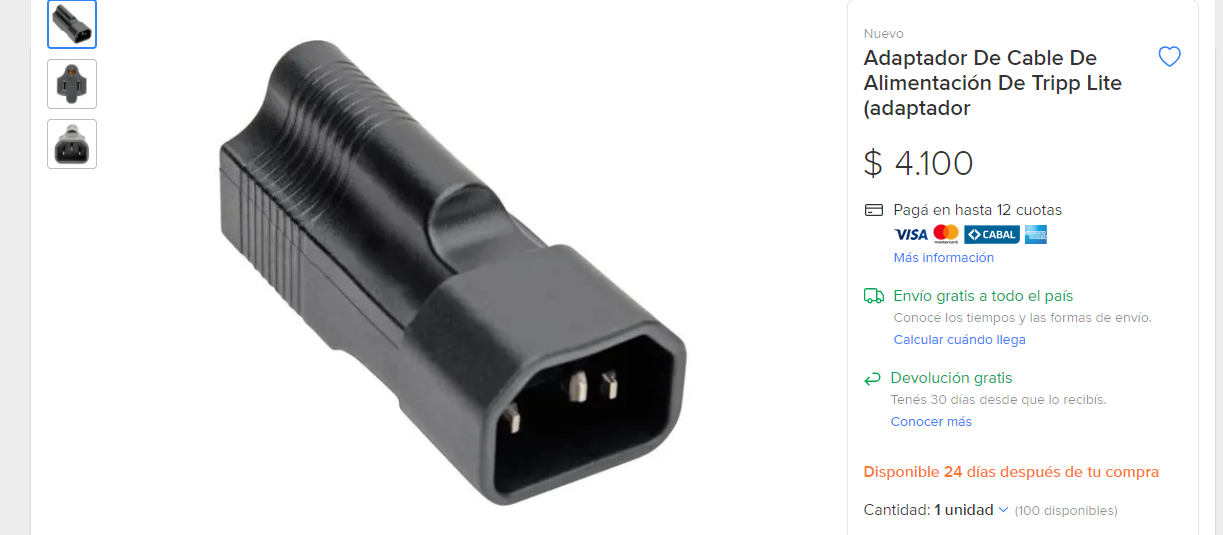 Nuevo
Adaptador De Cable De
Alimentación De Tripp Lite
(adaptador
$ 4.100
Pagá en hasta 12 cuotas
VISA mastercard CABAL
Más información
Envío gratis a todo el país
Conocé los tiempos y las formas de envío.
Calcular cuándo llega
Devolución gratis
Tenés 30 días desde que lo recibís.
Conocer más
Disponible 24 días después de tu compra
Cantidad: 1 unidad (100 disponibles)